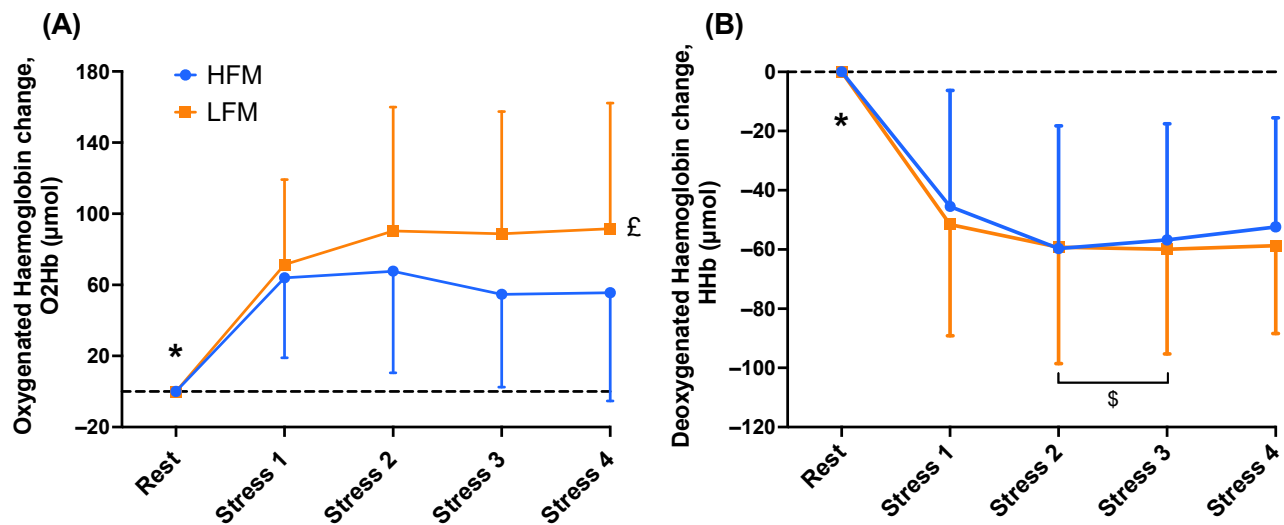 (A)
Oxygenated Haemoglobin change,
O2Hb (µmol)
180
140
100
60
20
–20
HFM
LFM
*
£
Rest
Stress 1
Stress 2
Stress 3
Stress 4
(B)
Deoxygenated Haemoglobin change,
HHb (µmol)
0
–20
–40
–60
–80
–100
–120
*
$
Rest
Stress 1
Stress 2
Stress 3
Stress 4